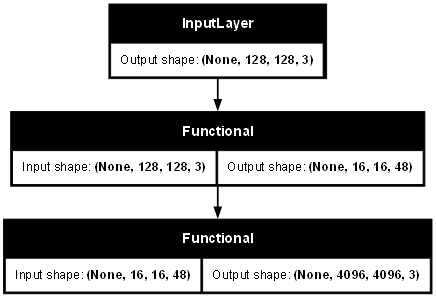 InputLayer
Output shape: (None, 128, 128, 3)
Functional
Input shape: (None, 128, 128, 3) Output shape: (None, 16, 16, 48)
Functional
Input shape: (None, 16, 16, 48) Output shape: (None, 4096, 4096, 3)